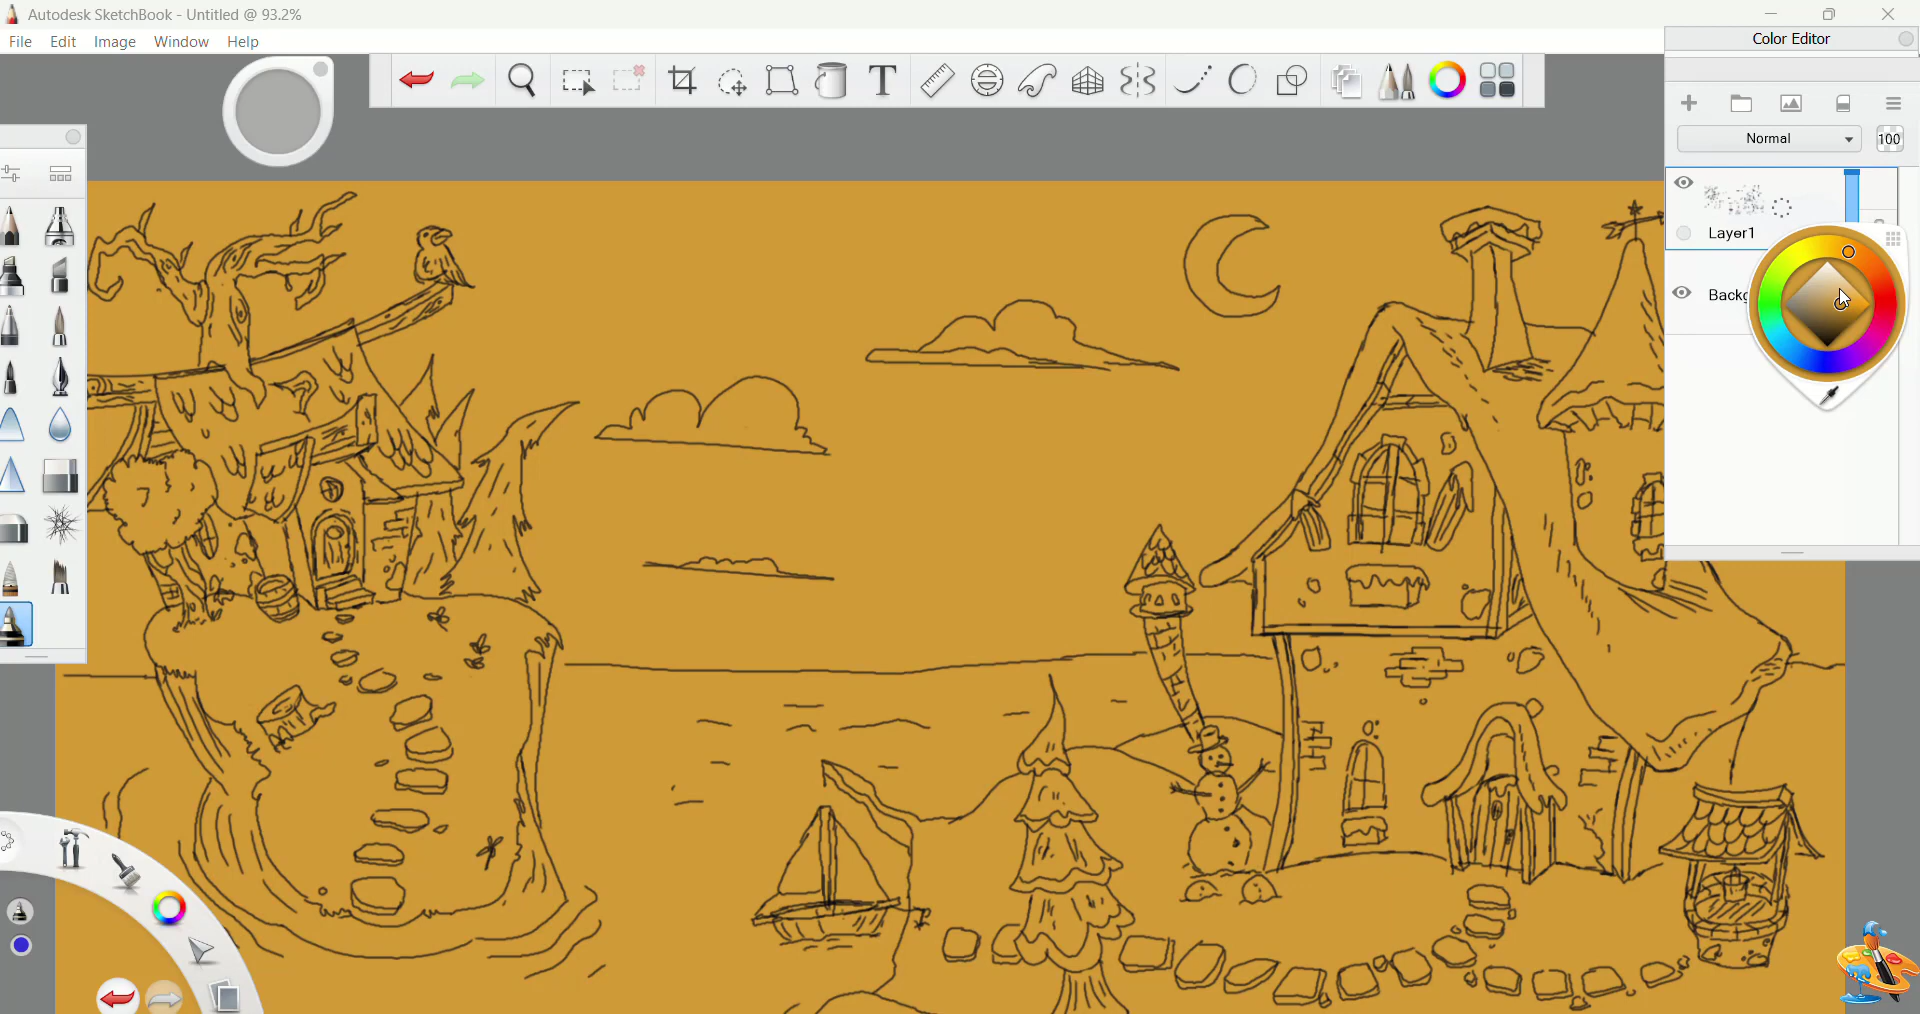 Autodesk SketchBook - Untitled @ 93.2%
File Edit Image Window Help
Color Editor
Normal 100
Layer1
Backg